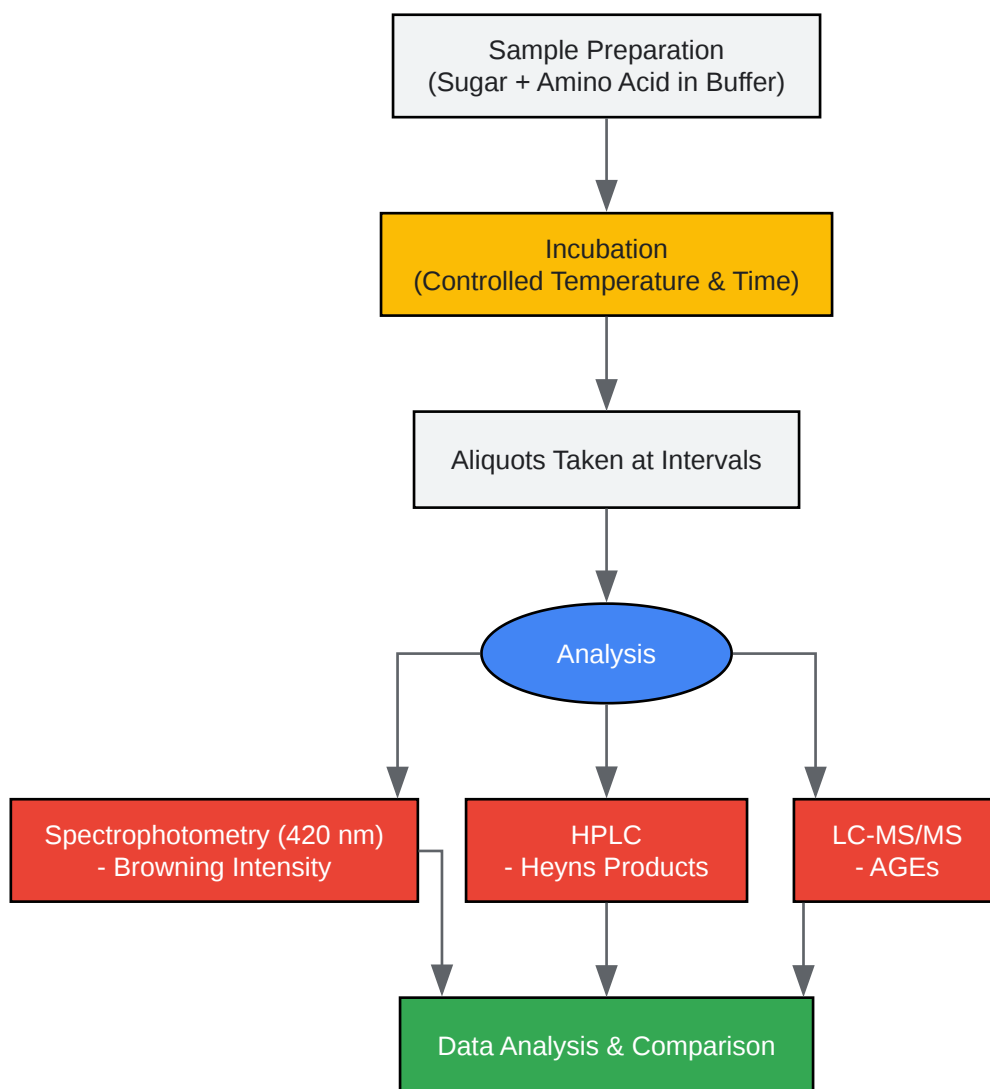 Sample Preparation
(Sugar + Amino Acid in Buffer)
Incubation
(Controlled Temperature & Time)
Aliquots Taken at Intervals
Analysis
Spectrophotometry (420 nm)
- Browning Intensity
HPLC
- Heyns Products
LC-MS/MS
- AGEs
Data Analysis & Comparison